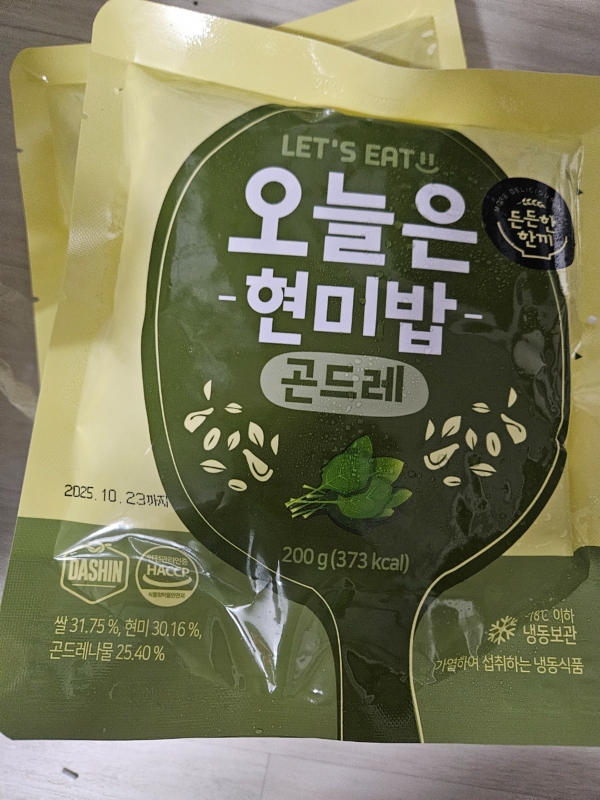 LET'S EAT
오늘은
든든한
한끼
-현미밥-
곤드레
2025. 10. 23까지
200 g (373 kcal)
DASHIN
HACCP
쌀 31.75 %, 현미 30.16 %,
곤드레나물 25.40 %
-18℃ 이하
냉동보관
가열하여 섭취하는 냉동식품